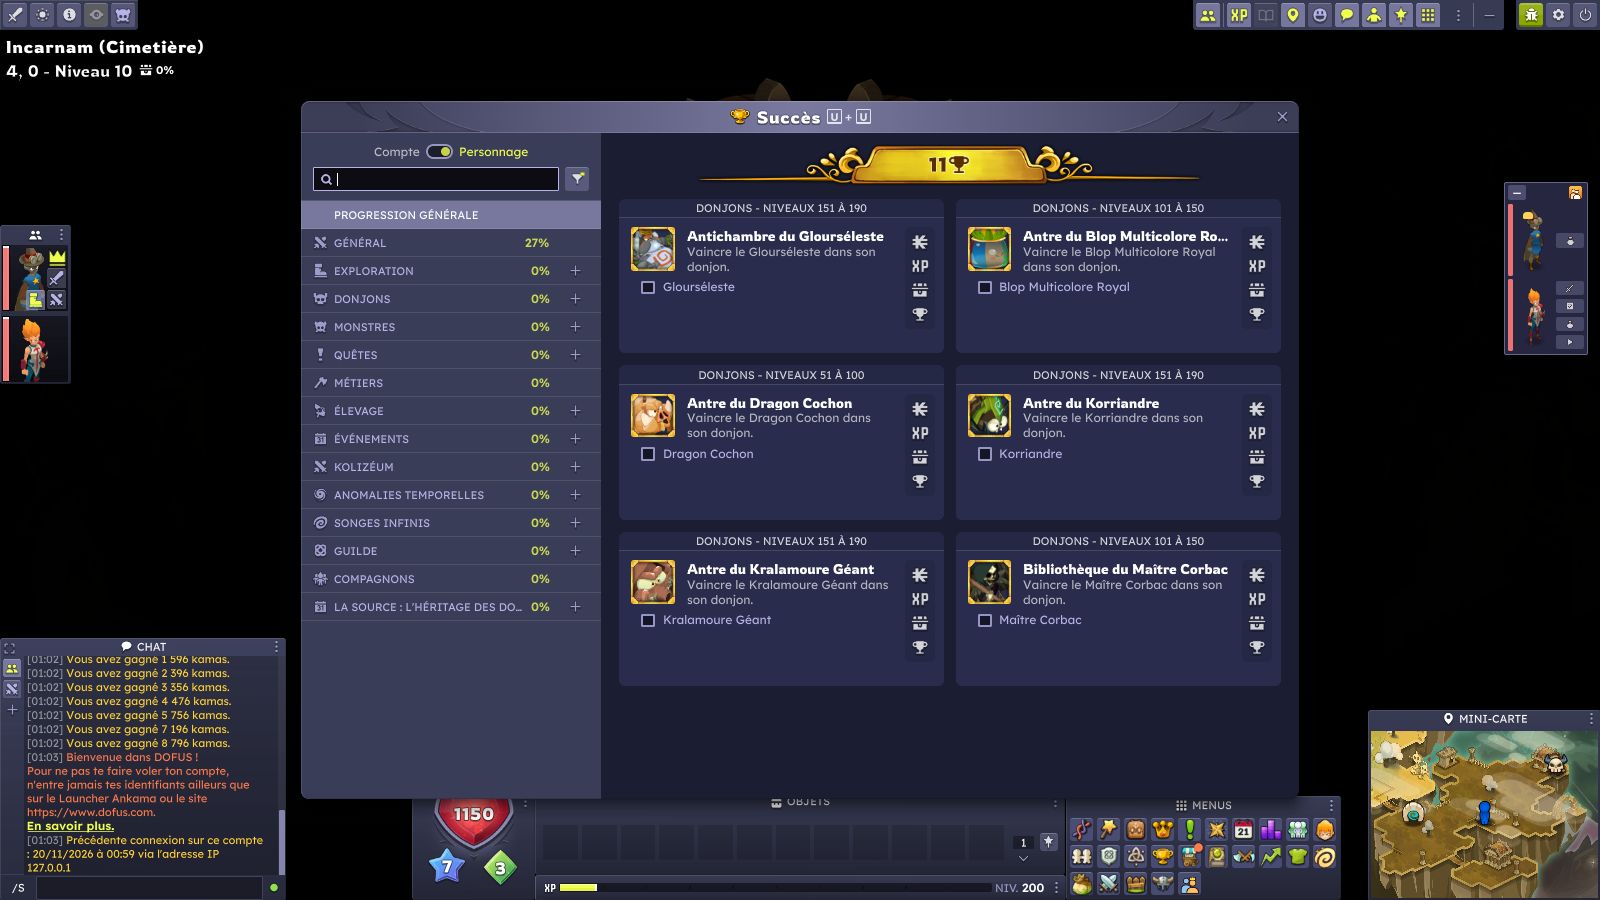 Incarnam (Cimetière)
4, 0 - Niveau 10 0%
XP
Succès U + U
Compte Personnage
11
PROGRESSION GÉNÉRALE
GÉNÉRAL 27%
EXPLORATION 0%
DONJONS 0%
MONSTRES 0%
QUÊTES 0%
MÉTIERS 0%
ÉLEVAGE 0%
ÉVÉNEMENTS 0%
KOLIZÉUM 0%
ANOMALIES TEMPORELLES 0%
SONGES INFINIS 0%
GUILDE 0%
COMPAGNONS 0%
LA SOURCE : L'HÉRITAGE DES DO... 0%
DONJONS - NIVEAUX 151 À 190
Antichambre du Glourséleste
Vaincre le Glourséleste dans son
donjon.
XP
Glourséleste
DONJONS - NIVEAUX 101 À 150
Antre du Blop Multicolore Ro...
Vaincre le Blop Multicolore Royal
dans son donjon.
XP
Blop Multicolore Royal
DONJONS - NIVEAUX 51 À 100
Antre du Dragon Cochon
Vaincre le Dragon Cochon dans
son donjon.
XP
Dragon Cochon
DONJONS - NIVEAUX 151 À 190
Antre du Korriandre
Vaincre le Korriandre dans son
donjon.
XP
Korriandre
DONJONS - NIVEAUX 151 À 190
Antre du Kralamoure Géant
Vaincre le Kralamoure Géant dans
son donjon.
XP
Kralamoure Géant
DONJONS - NIVEAUX 101 À 150
Bibliothèque du Maître Corbac
Vaincre le Maître Corbac dans son
donjon.
XP
Maître Corbac
CHAT
[01:02] Vous avez gagné 1 596 kamas.
[01:02] Vous avez gagné 2 396 kamas.
[01:02] Vous avez gagné 3 356 kamas.
[01:02] Vous avez gagné 4 476 kamas.
[01:02] Vous avez gagné 5 756 kamas.
[01:02] Vous avez gagné 7 196 kamas.
[01:02] Vous avez gagné 8 796 kamas.
[01:03] Bienvenue dans DOFUS !
Pour ne pas te faire voler ton compte,
n'entre jamais tes identifiants ailleurs que
sur le Launcher Ankama ou le site
https://www.dofus.com.
En savoir plus.
[01:03] Précédente connexion sur ce compte
: 20/11/2026 à 00:59 via l'adresse IP
127.0.0.1
/S
1150
7
3
OBJETS
1
XP
NIV. 200
MENUS
21
MINI-CARTE